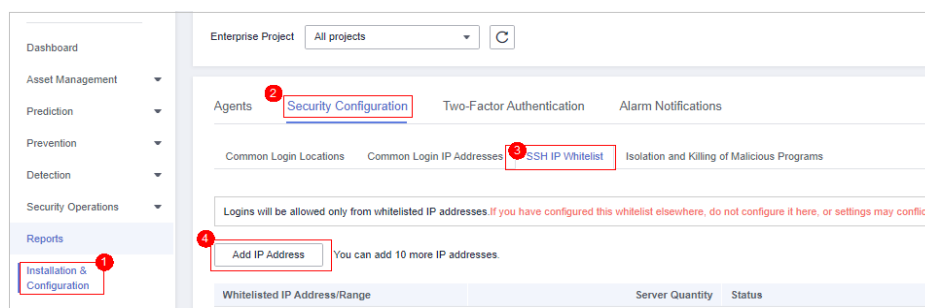 Enterprise Project All projects
Dashboard
Asset Management
Prediction
Prevention
Detection
Security Operations
Reports
1
Installation &
Configuration
2
Agents Security Configuration Two-Factor Authentication Alarm Notifications
3
Common Login Locations Common Login IP Addresses SSH IP Whitelist Isolation and Killing of Malicious Programs
Logins will be allowed only from whitelisted IP addresses.If you have configured this whitelist elsewhere, do not configure it here, or settings may
4
Add IP Address You can add 10 more IP addresses.
Whitelisted IP Address/Range Server Quantity Status